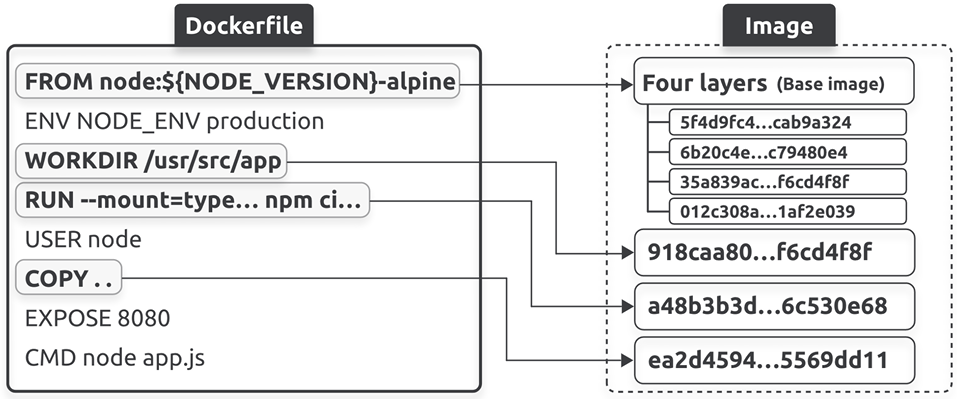 Dockerfile
FROM node:${NODE_VERSION}-alpine
ENV NODE_ENV production
WORKDIR /usr/src/app
RUN --mount=type... npm ci...
USER node
COPY . .
EXPOSE 8080
CMD node app.js
Image
Four layers (Base image)
5f4d9fc4...cab9a324
6b20c4e...c79480e4
35a839ac...f6cd4f8f
012c308a...1af2e039
918caa80...f6cd4f8f
a48b3b3d...6c530e68
ea2d4594...5569dd11